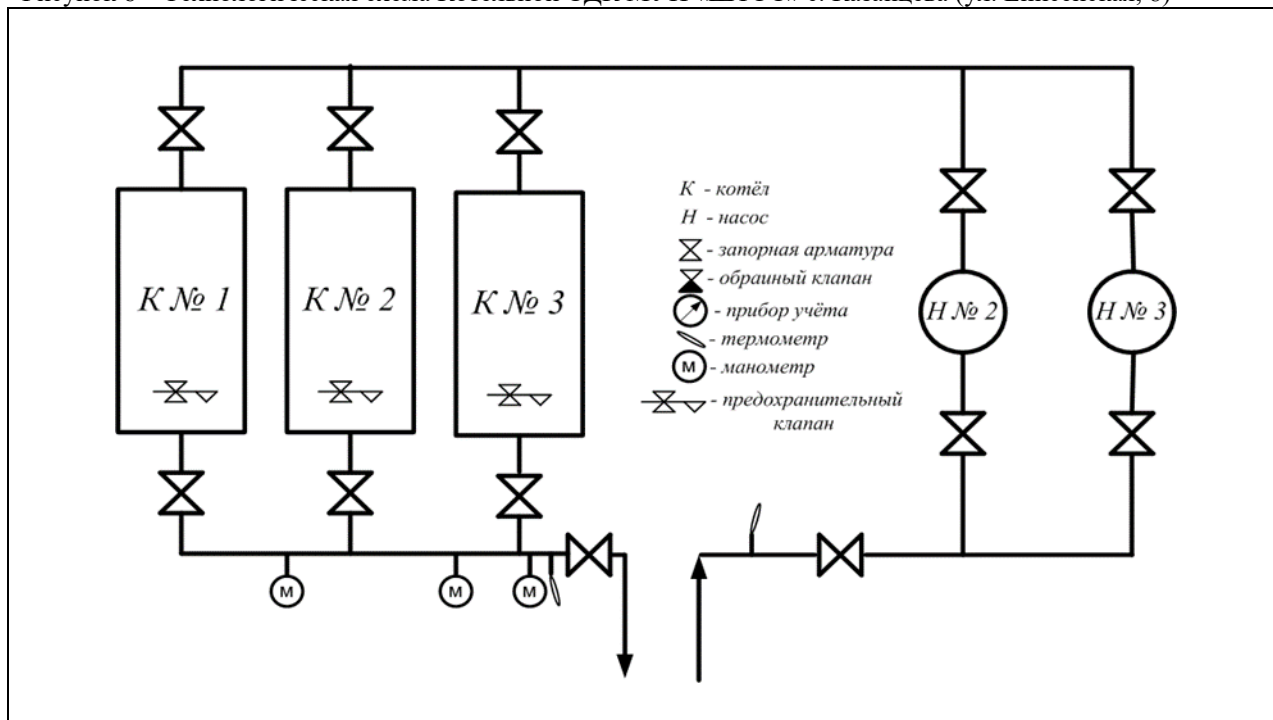 К № 1
К № 2
К № 3
К - котёл
Н - насос
- запорная арматура
- обраиный клапан
- прибор учёта
- термометр
М - манометр
- предохранительный
клапан
Н № 2
Н № 3
М
М
М